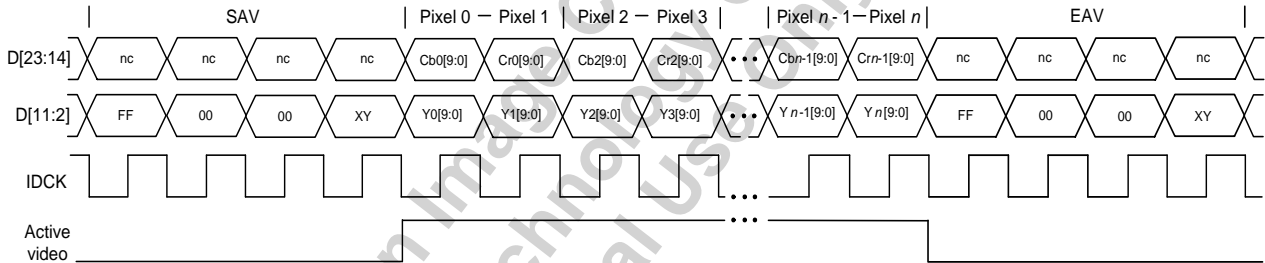 SAV | Pixel 0 — Pixel 1 | Pixel 2 — Pixel 3 | Pixel n - 1 — Pixel n | EAV
D[23:14] nc nc nc nc Cb0[9:0] Cr0[9:0] Cb2[9:0] Cr2[9:0] ••• Cbn-1[9:0] Crn-1[9:0] nc nc nc nc
D[11:2] FF 00 00 XY Y0[9:0] Y1[9:0] Y2[9:0] Y3[9:0] ••• Y n-1[9:0] Y n[9:0] FF 00 00 XY
IDCK •••
Active •••
video